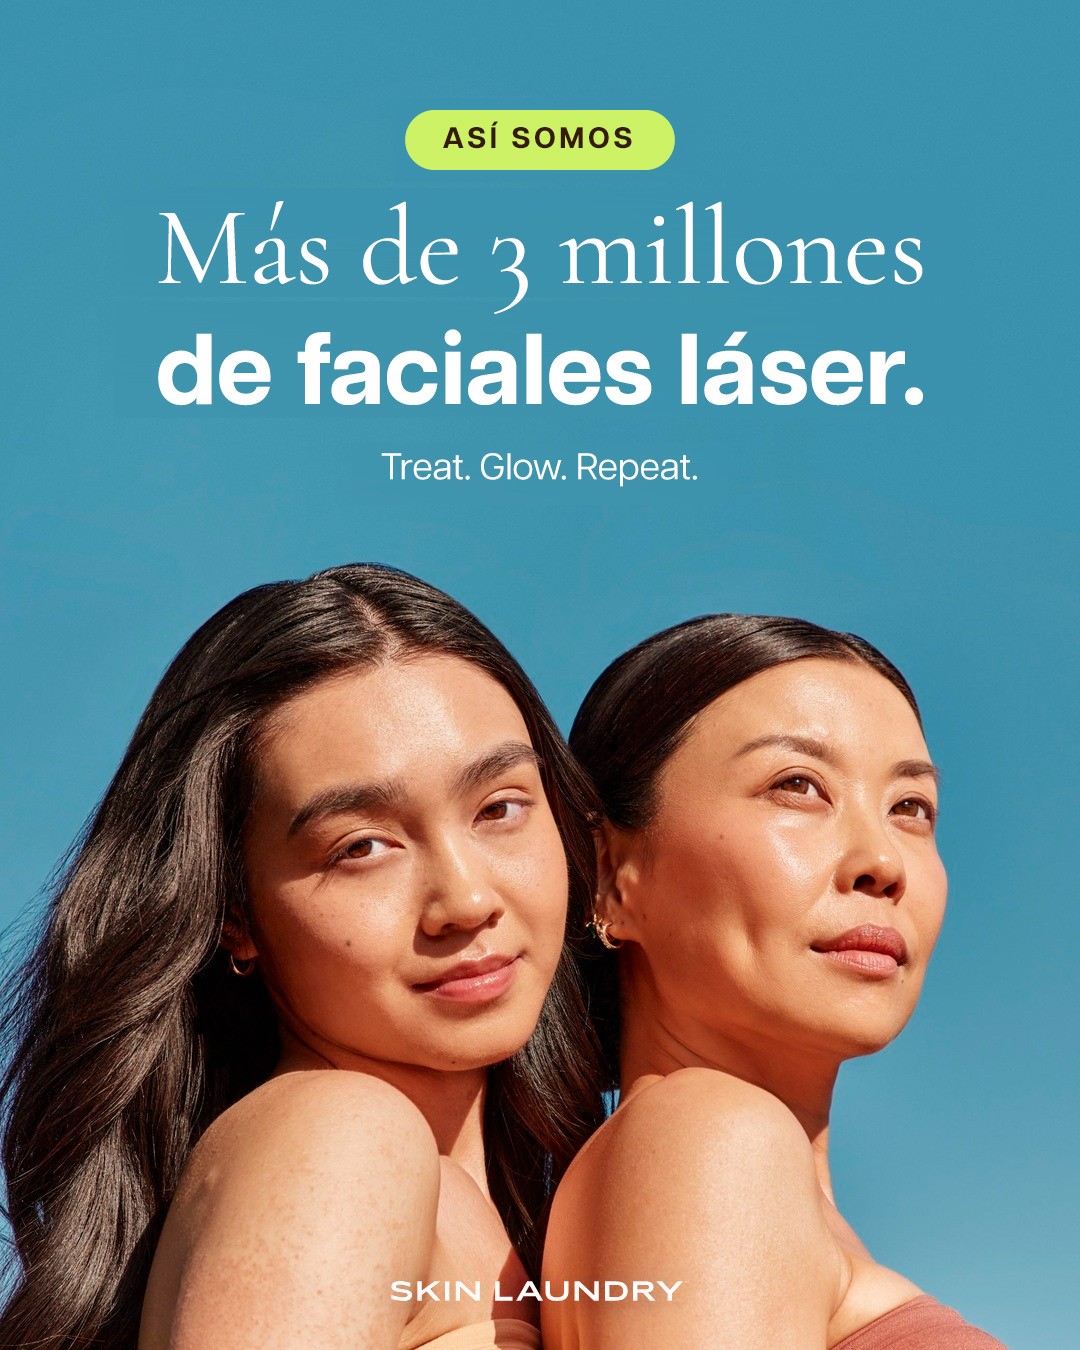 ASÍ SOMOS
Más de 3 millones
de faciales láser.
Treat. Glow. Repeat.
SKIN LAUNDRY